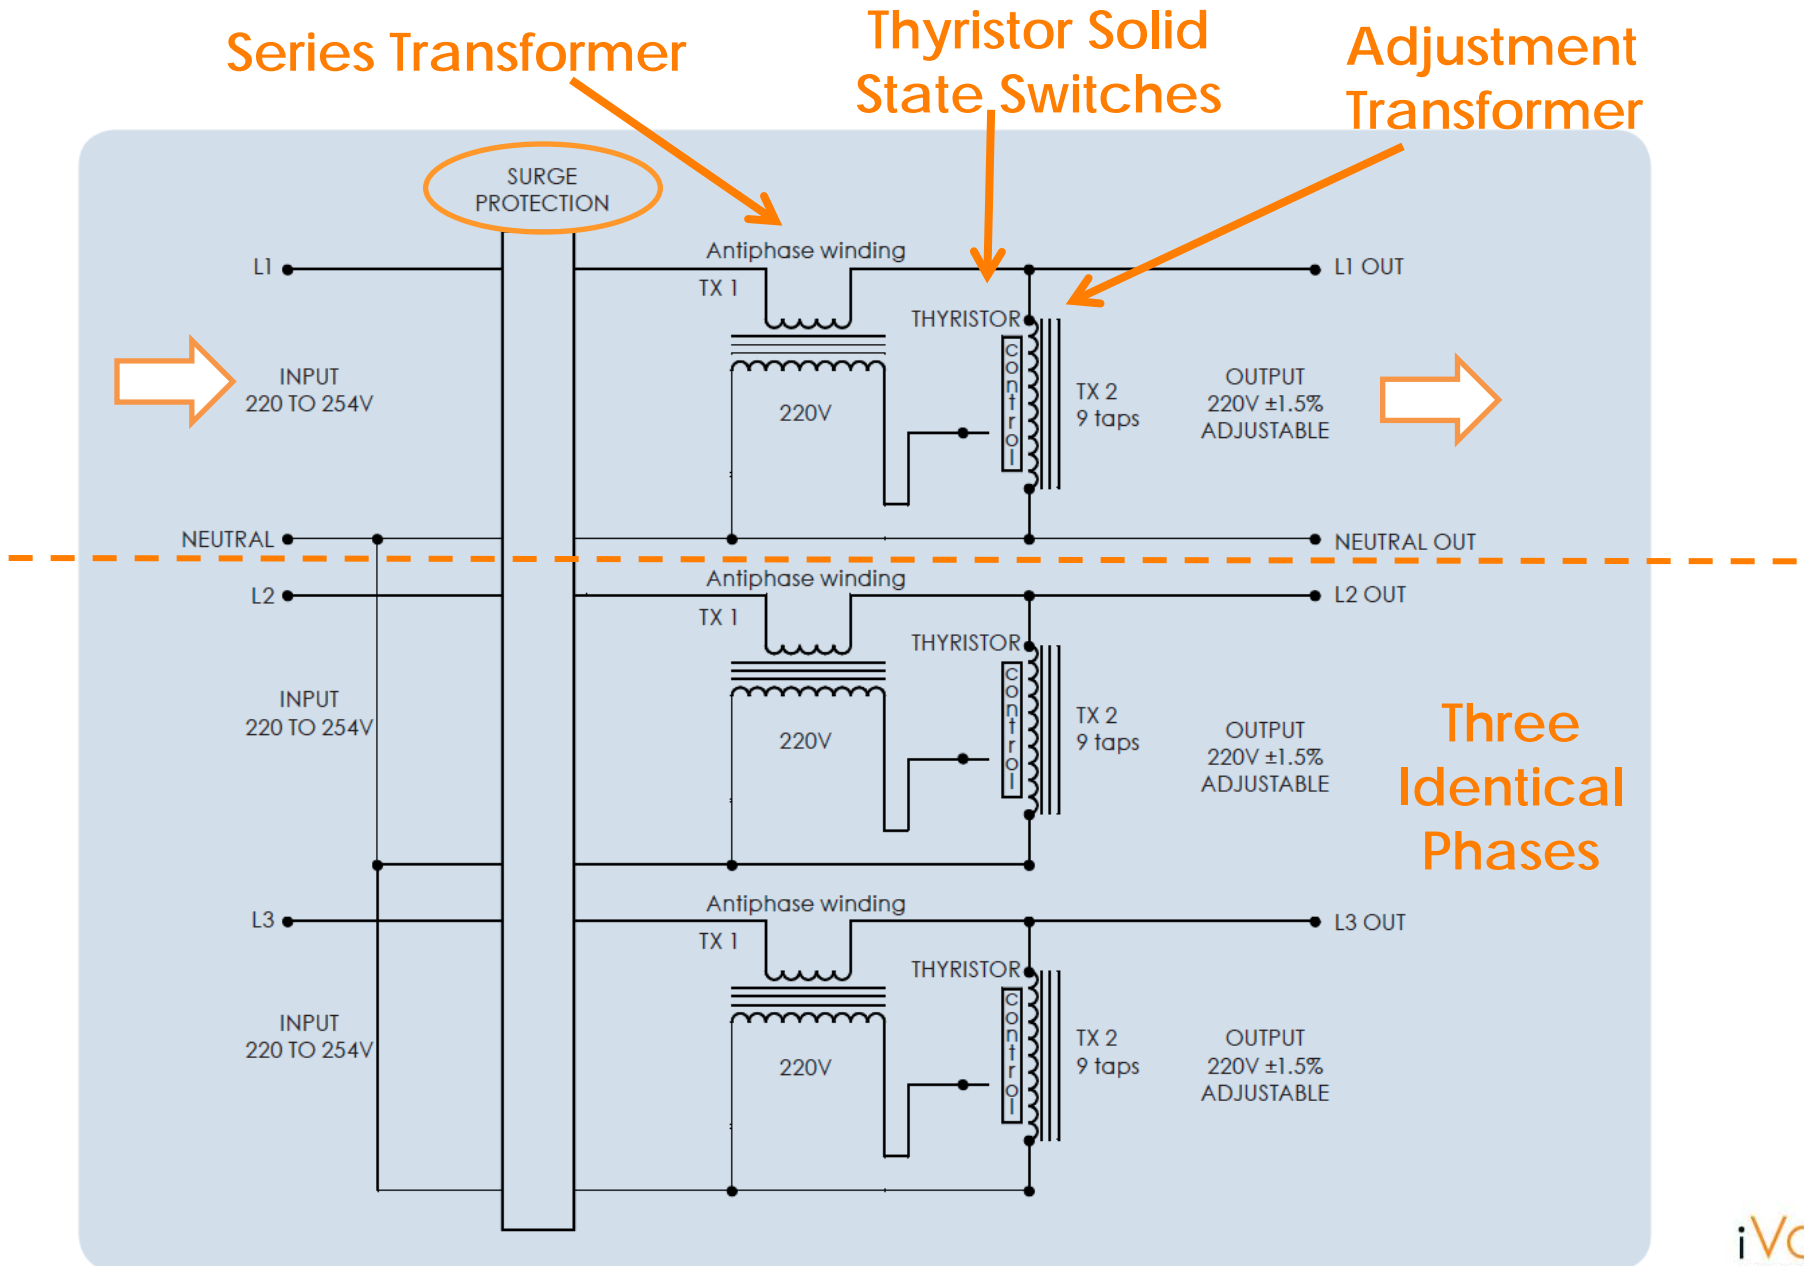 Series Transformer
Thyristor Solid
State Switches
Adjustment
Transformer
SURGE
PROTECTION
Antiphase winding
L1
TX 1
L1 OUT
THYRISTOR
control
INPUT
220 TO 254V
220V
TX 2
9 taps
OUTPUT
220V ±1.5%
ADJUSTABLE
NEUTRAL
NEUTRAL OUT
Antiphase winding
L2
TX 1
L2 OUT
THYRISTOR
control
INPUT
220 TO 254V
220V
TX 2
9 taps
OUTPUT
220V ±1.5%
ADJUSTABLE
Three
Identical
Phases
Antiphase winding
L3
TX 1
L3 OUT
THYRISTOR
control
INPUT
220 TO 254V
220V
TX 2
9 taps
OUTPUT
220V ±1.5%
ADJUSTABLE